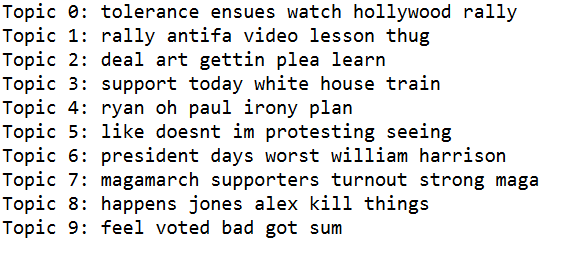 Topic 0: tolerance ensues watch hollywood rally
Topic 1: rally antifa video lesson thug
Topic 2: deal art gettin plea learn
Topic 3: support today white house train
Topic 4: ryan oh paul irony plan
Topic 5: like doesnt im protesting seeing
Topic 6: president days worst william harrison
Topic 7: magamarch supporters turnout strong maga
Topic 8: happens jones alex kill things
Topic 9: feel voted bad got sum